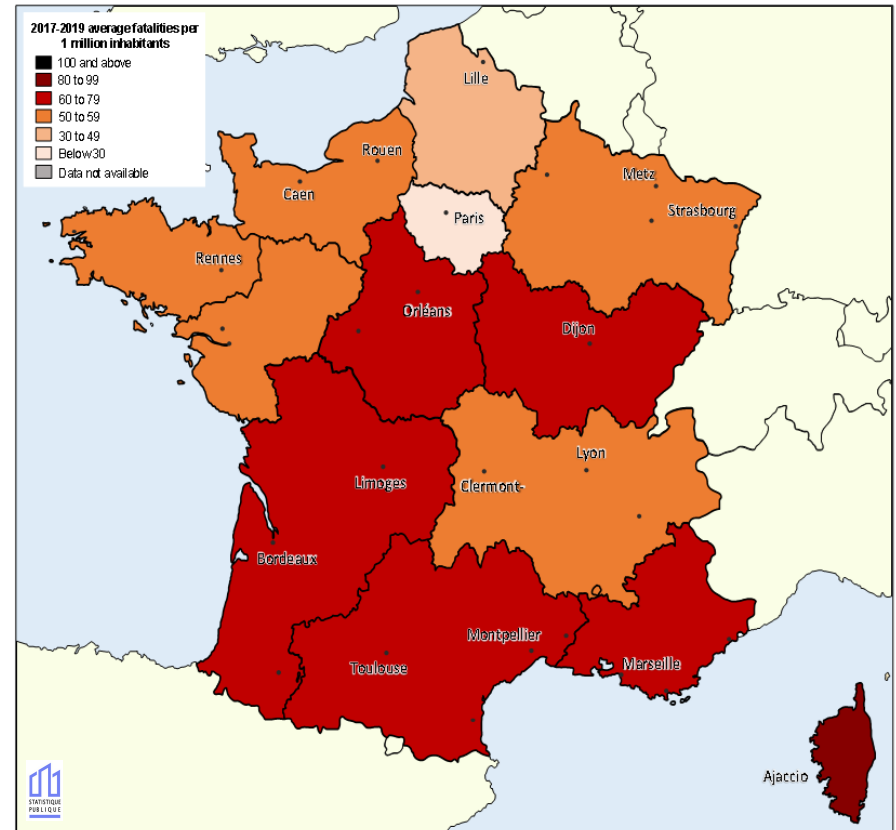 2017-2019 average fatalities per
1 million inhabitants
100 and above
80 to 99
60 to 79
50 to 59
30 to 49
Below 30
Data not available
Lille
Rouen
Caen
Metz
Paris
Strasbourg
Rennes
Orléans
Dijon
Lyon
Limoges
Clermont-
Bordeaux
Montpellier
Toulouse
Marseille
Ajaccio
STATISTIQUE
PUBLIQUE